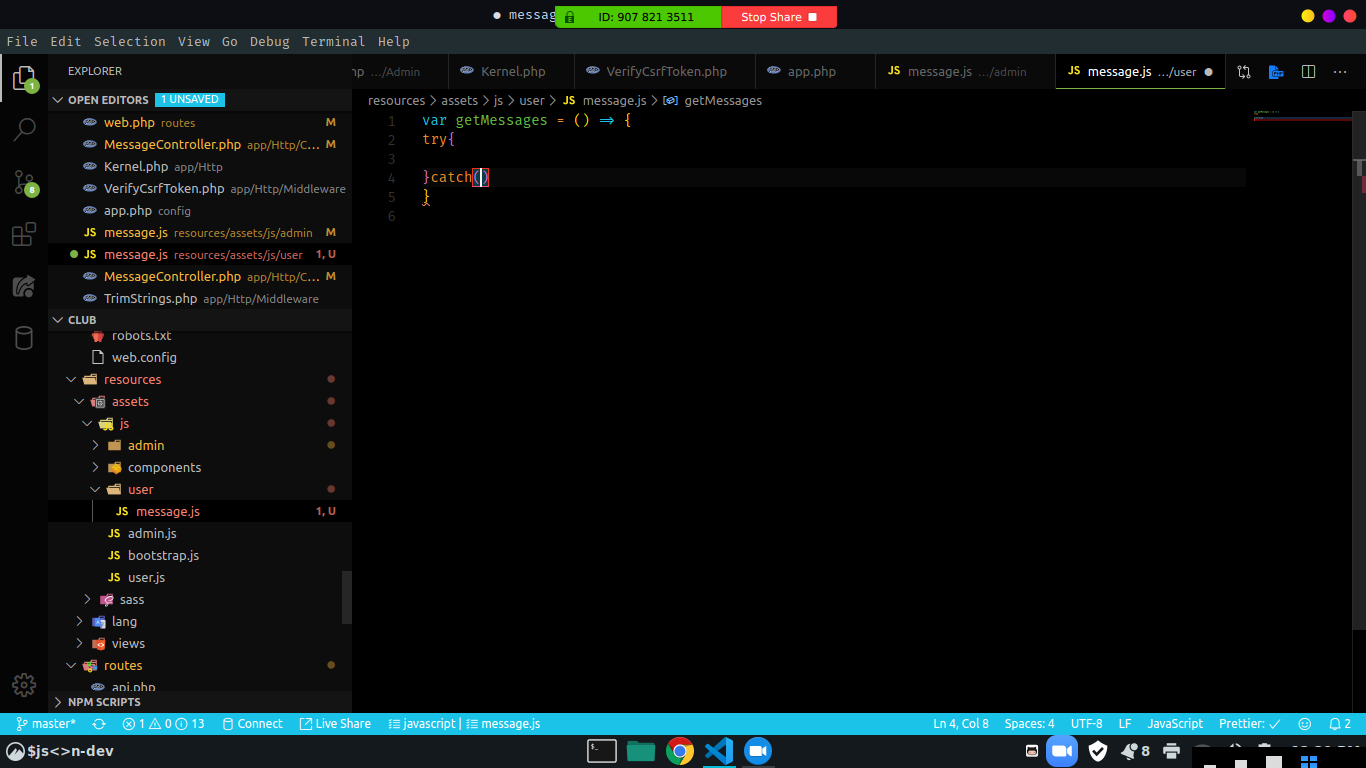 ● messag
ID: 907 821 3511
Stop Share
File Edit Selection View Go Debug Terminal Help
EXPLORER
…/Admin
Kernel.php
VerifyCsrfToken.php
app.php
JS message.js …/admin
JS message.js …/user ●
OPEN EDITORS 1 UNSAVED
resources > assets > js > user > JS message.js > getMessages
web.php routes M
MessageController.php app/Http/C... M
Kernel.php app/Http
VerifyCsrfToken.php app/Http/Middleware
app.php config
JS message.js resources/assets/js/admin M
JS message.js resources/assets/js/user 1, U
MessageController.php app/Http/C... M
TrimStrings.php app/Http/Middleware
CLUB
robots.txt
web.config
resources
assets
js
admin
components
user
JS message.js 1, U
JS admin.js
JS bootstrap.js
JS user.js
sass
lang
views
routes
api.php
NPM SCRIPTS
1 var getMessages = () => {
2 try{
3
4 }catch()
5 }
6
1
8
master* 1 0 13 Connect Live Share javascript | message.js
Ln 4, Col 8 Spaces: 4 UTF-8 LF JavaScript Prettier: ✓ 2
$js<>n-dev
8